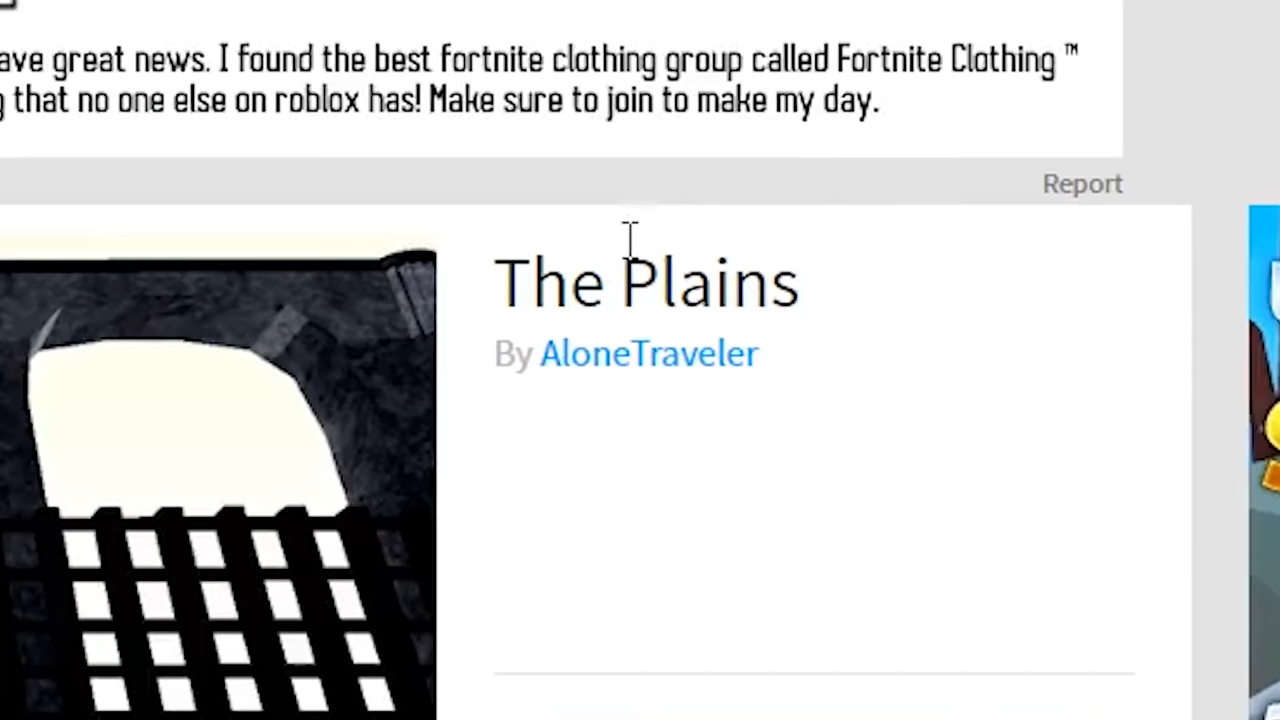 ave great news. I found the best fortnite clothing group called Fortnite Clothing ™
g that no one else on roblox has! Make sure to join to make my day.
Report
The Plains
By AloneTraveler